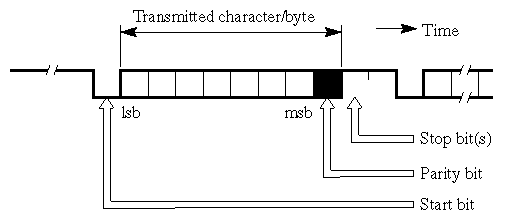 Transmitted character/byte
Time
lsb
msb
Stop bit(s)
Parity bit
Start bit